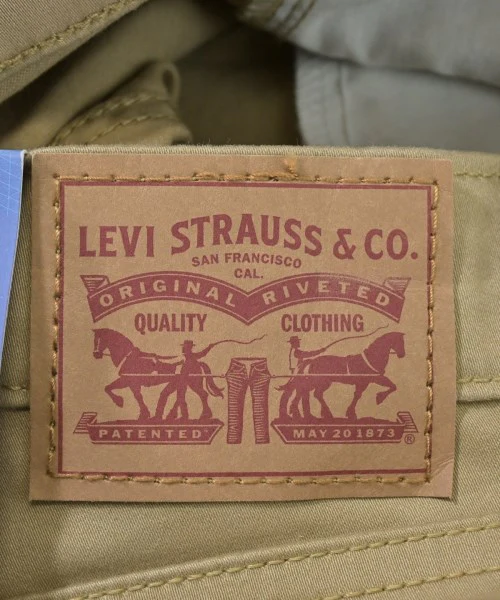 LEVI STRAUSS & CO.
SAN FRANCISCO
CAL.
ORIGINAL RIVETED
QUALITY CLOTHING
PATENTED MAY 20 1873
®